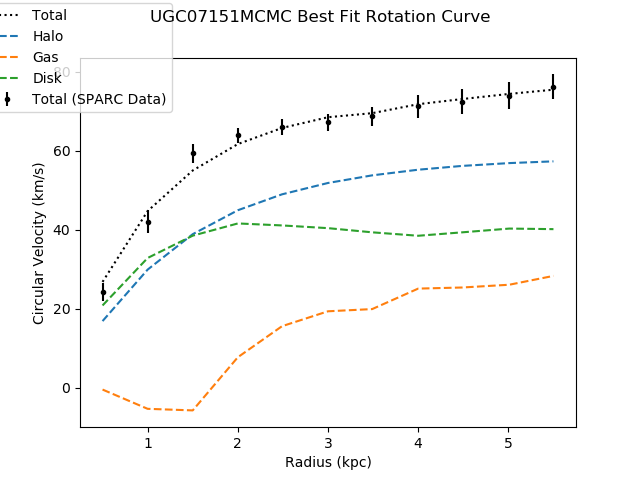 UGC07151MCMC Best Fit Rotation Curve
Total
Halo
Gas
Disk
Total (SPARC Data)
80
60
40
20
0
Circular Velocity (km/s)
1 2 3 4 5
Radius (kpc)